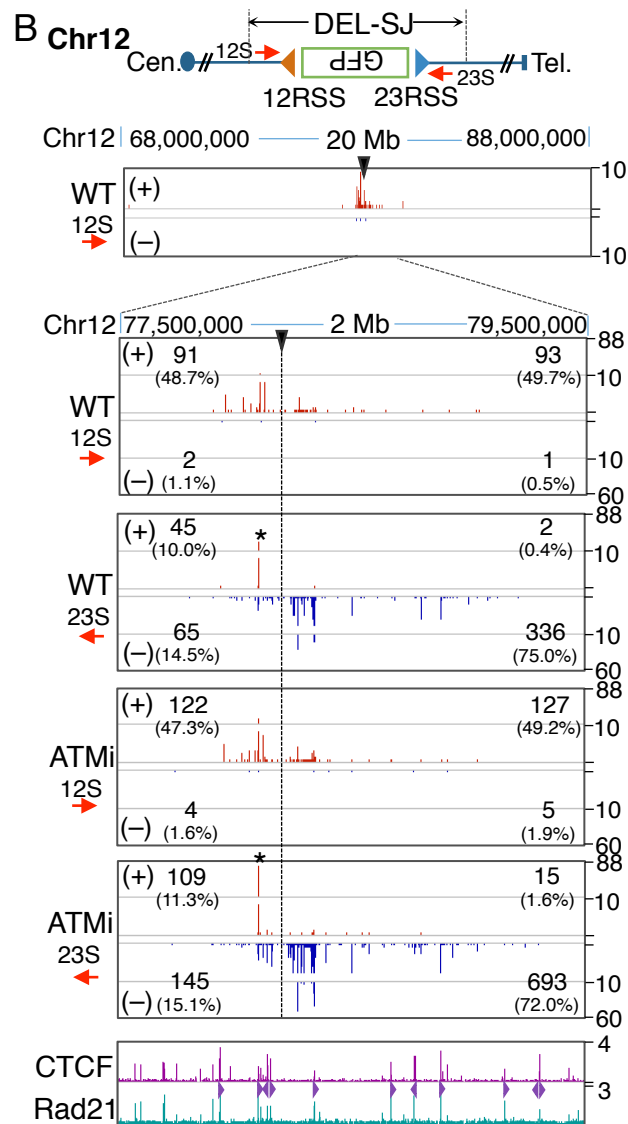 B Chr12
DEL-SJ
12S
Cen.
GFP
23S
Tel.
12RSS 23RSS
Chr12 68,000,000 20 Mb 88,000,000
WT
12S
(+)
(–)
10
10
Chr12 77,500,000 2 Mb 79,500,000
WT
12S
(+) 91 93 88
(48.7%) (49.7%) 10
2 1 10
(–) (1.1%) (0.5%) 60
WT
23S
(+) 45 * 2 88
(10.0%) (0.4%) 10
65 336 10
(–) (14.5%) (75.0%) 60
ATMi
12S
(+) 122 127 88
(47.3%) (49.2%) 10
4 5 10
(–) (1.6%) (1.9%) 60
ATMi
23S
(+) 109 * 15 88
(11.3%) (1.6%) 10
145 693 10
(–) (15.1%) (72.0%) 60
CTCF 4
Rad21 3